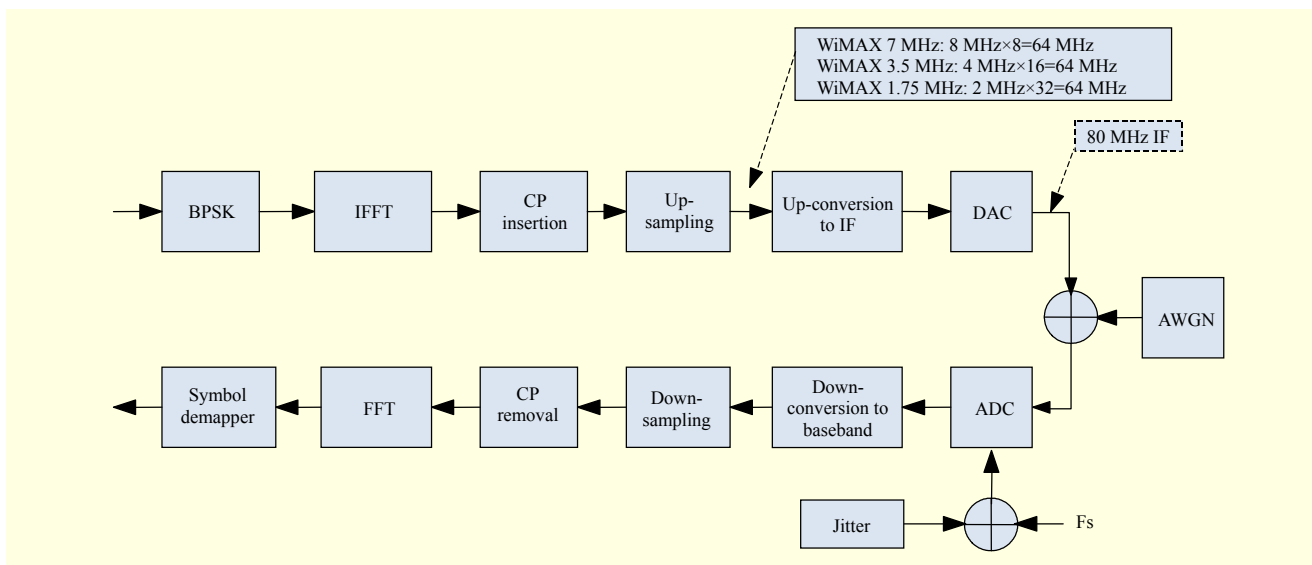 WiMAX 7 MHz: 8 MHz×8=64 MHz
WiMAX 3.5 MHz: 4 MHz×16=64 MHz
WiMAX 1.75 MHz: 2 MHz×32=64 MHz
80 MHz IF
BPSK
IFFT
CP
insertion
Up-
sampling
Up-conversion
to IF
DAC
AWGN
Symbol
demapper
FFT
CP
removal
Down-
sampling
Down-
conversion to
baseband
ADC
Jitter
Fs